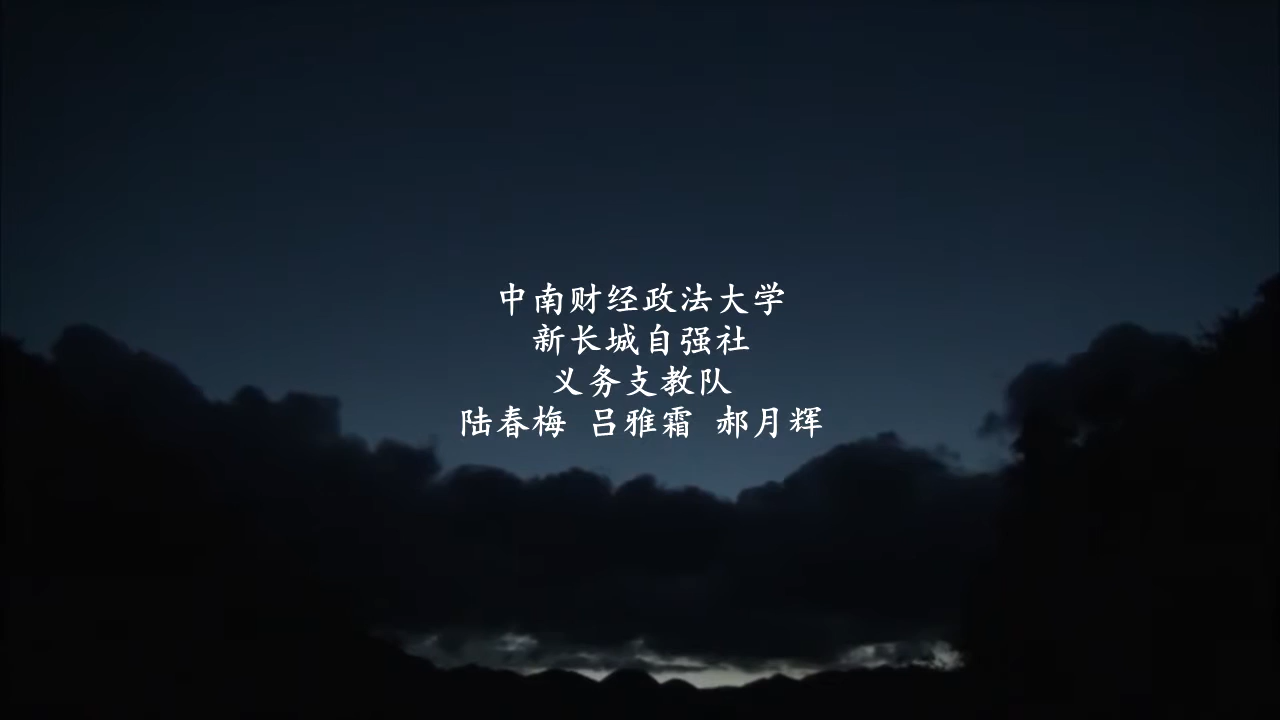 中南财经政法大学
新长城自强社
义务支教队
陆春梅 吕雅霜 郝月辉